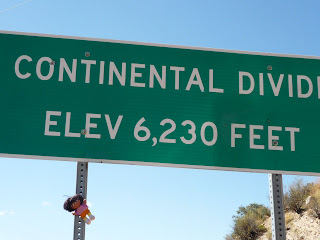 CONTINENTAL DIVID
ELEV 6,230 FEET